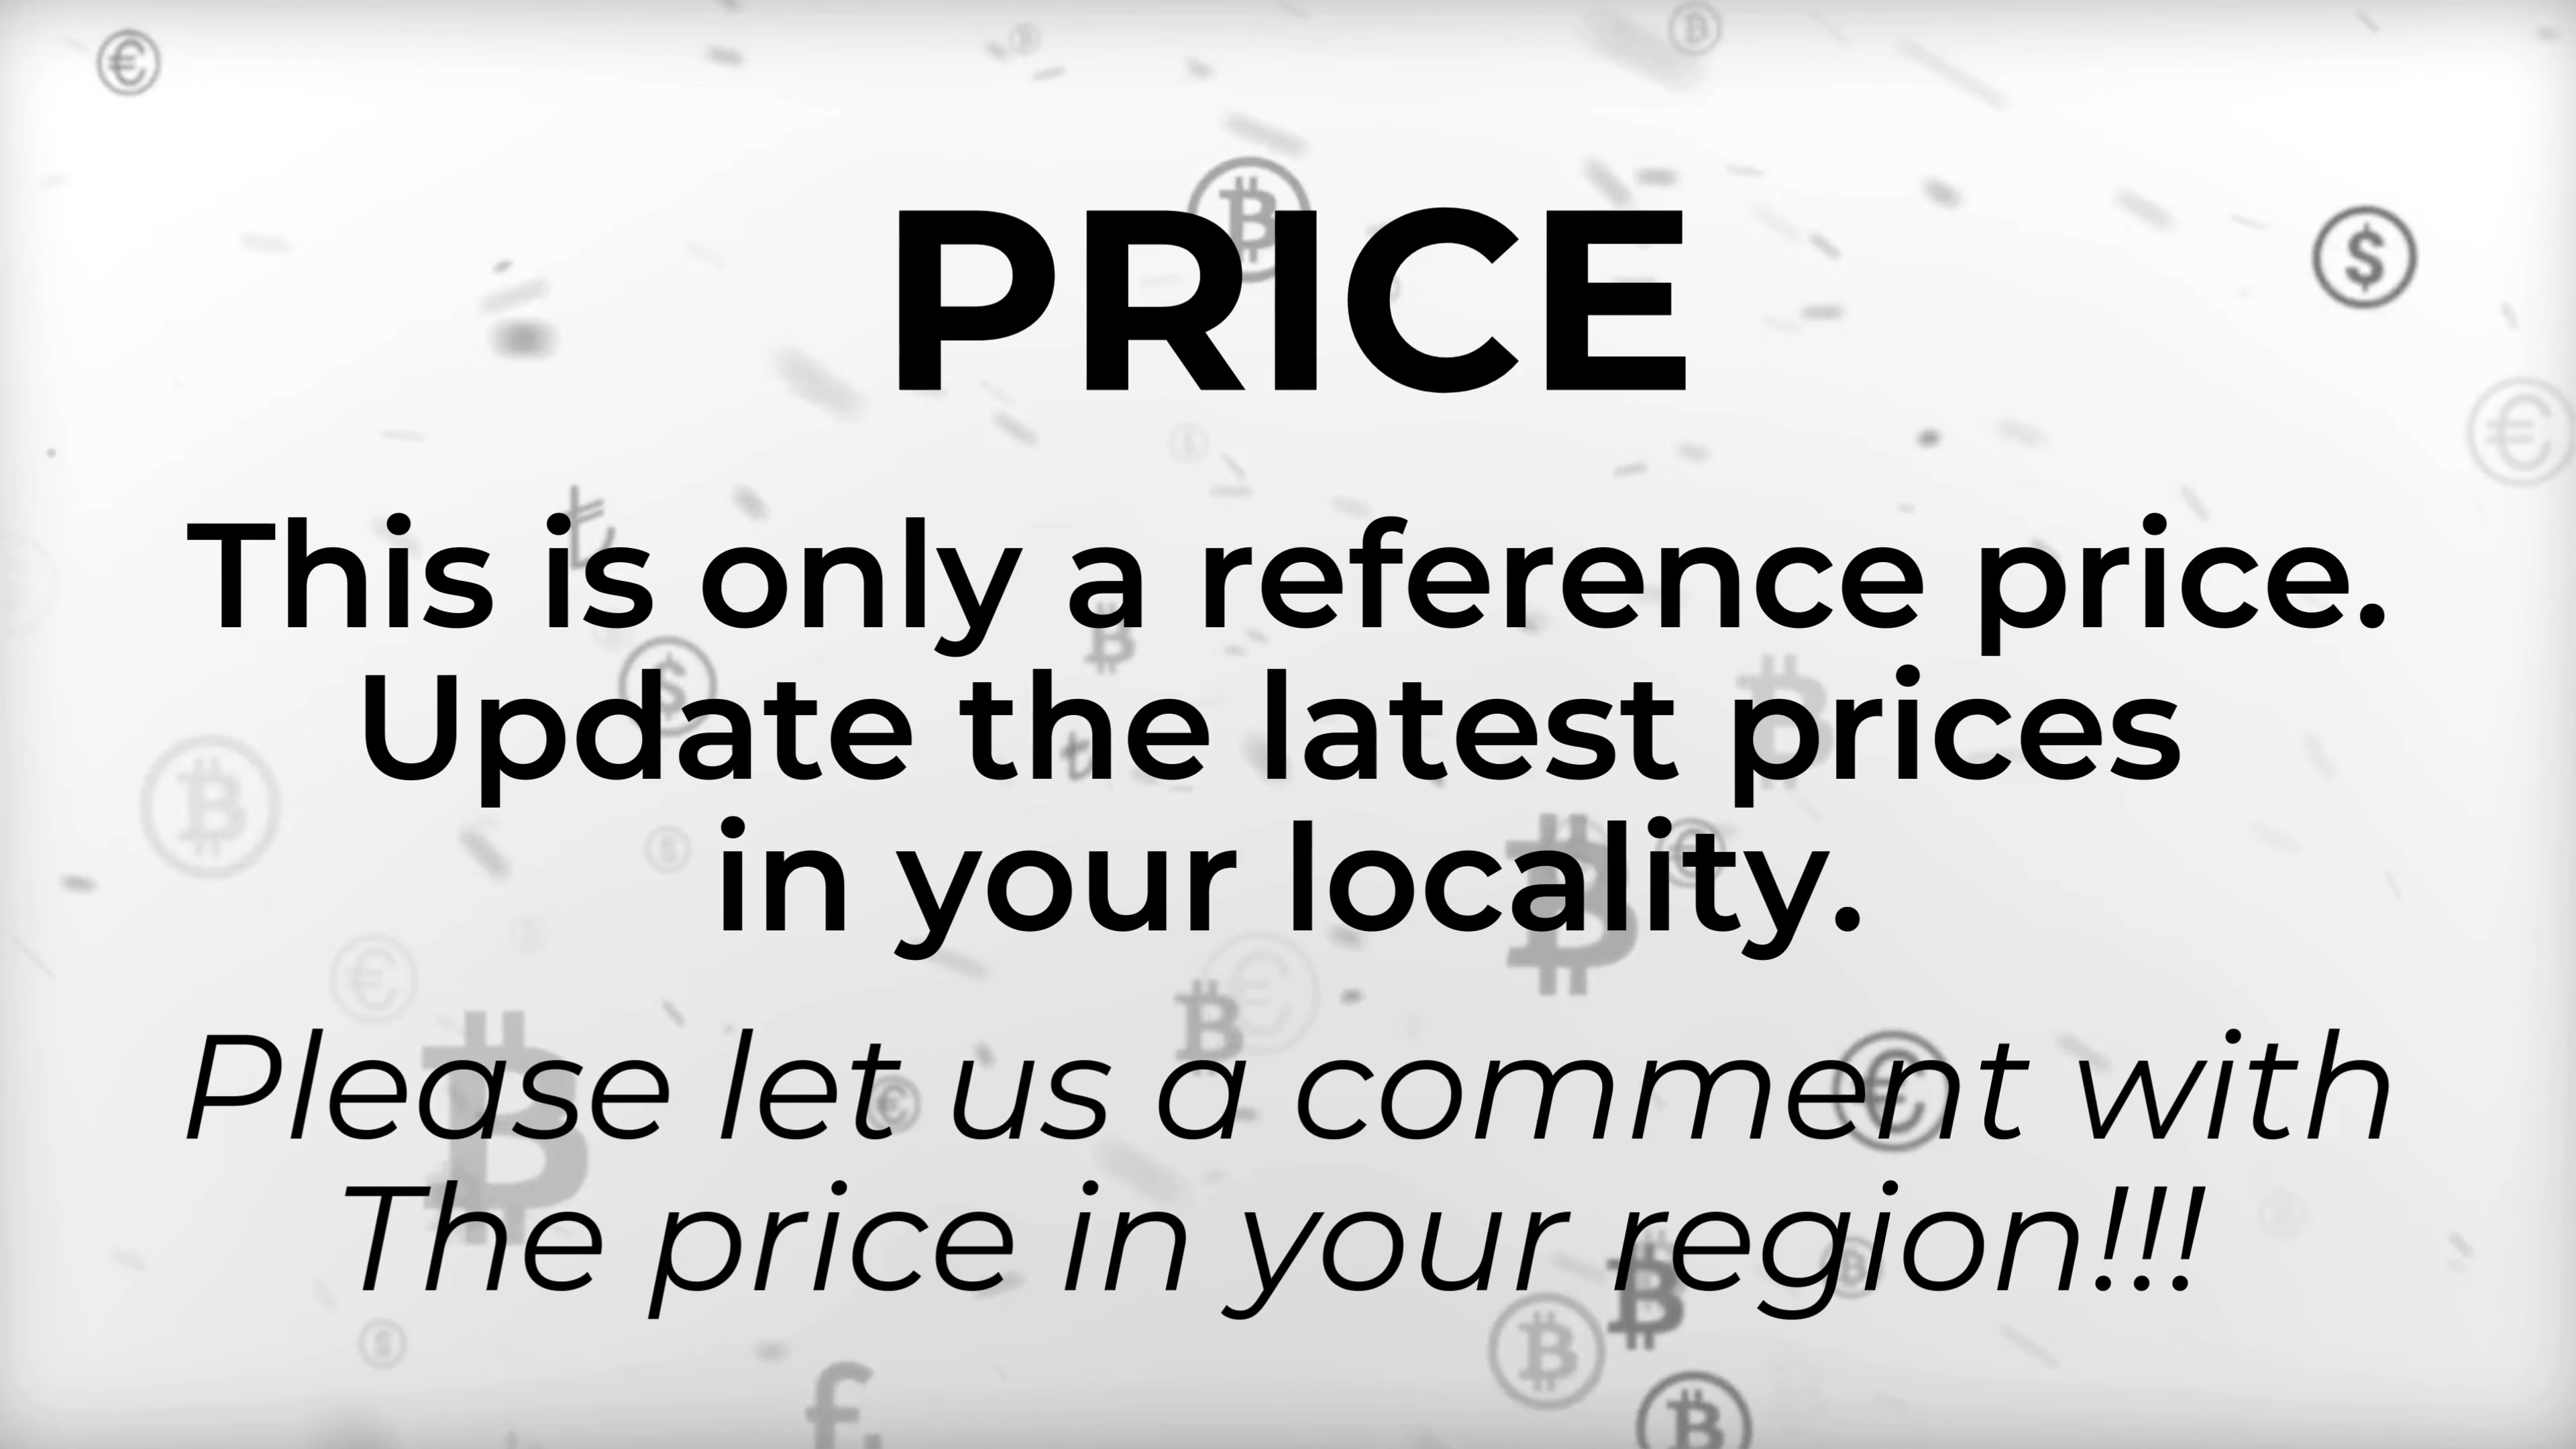 PRICE
This is only a reference price.
Update the latest prices
in your locality.
Please let us a comment with
The price in your region!!!